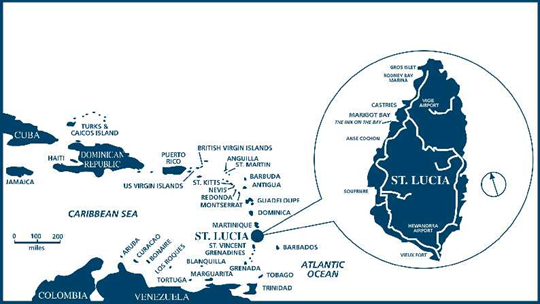 GROS ISLET
RODNEY BAY
MARINA
CASTRIES
VIGIE
AIRPORT
MARIGOT BAY
THE INN ON THE BAY
ANSE COCHON
ST. LUCIA
SOUFRIERE
HEWANORRA
AIRPORT
VIEUX FORT
CUBA
TURKS &
CAICOS ISLAND
HAITI
DOMINICAN
REPUBLIC
PUERTO
RICO
JAMAICA
BRITISH VIRGIN ISLANDS
ANGUILLA
ST. MARTIN
US VIRGIN ISLANDS
BARBUDA
ST. KITTS
NEVIS
ANTIGUA
REDONDA
MONTSERRAT
GUADELOUPE
DOMINICA
CARIBBEAN SEA
MARTINIQUE
ST. LUCIA
0 100 200
miles
ST. VINCENT
GRENADINES
BARBADOS
ARUBA
CURACAO
BONAIRE
LOS ROQUES
BLANQUILLA
GRENADA
ATLANTIC
OCEAN
MARGUARITA
TORTUGA
TOBAGO
TRINIDAD
COLOMBIA
VENEZUELA